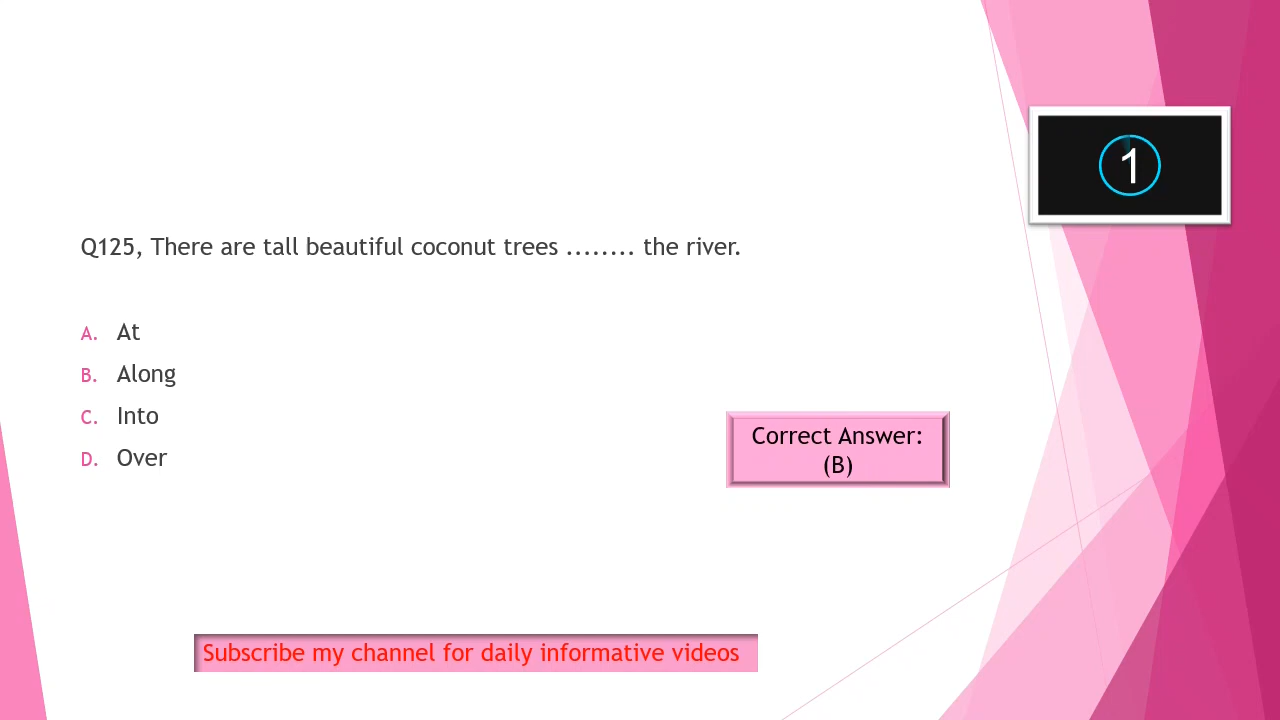 1
Q125, There are tall beautiful coconut trees ........ the river.
A. At
B. Along
C. Into
D. Over
Correct Answer:
(B)
Subscribe my channel for daily informative videos